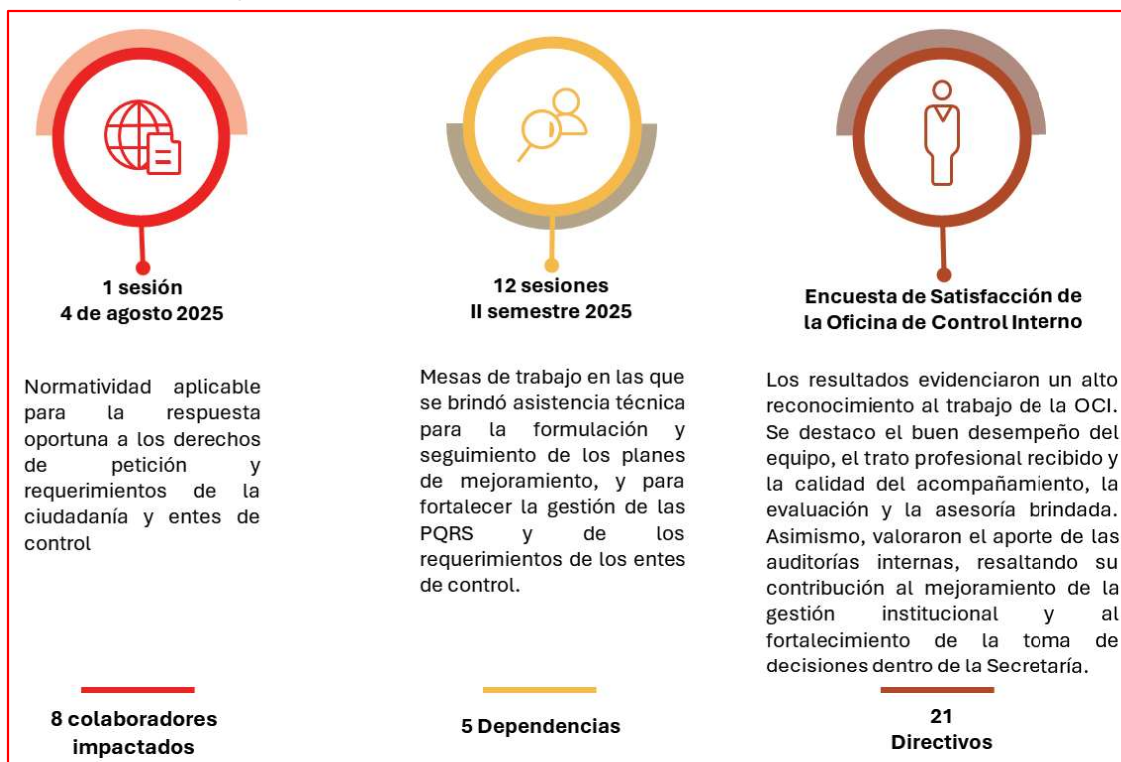 1 sesión
4 de agosto 2025
Normatividad aplicable
para la respuesta
oportuna a los derechos
de petición y
requerimientos de la
ciudadanía y entes de
control
8 colaboradores
impactados
12 sesiones
II semestre 2025
Mesas de trabajo en las que
se brindó asistencia técnica
para la formulación y
seguimiento de los planes
de mejoramiento, y para
fortalecer la gestión de las
PQRS y de los
requerimientos de los entes
de control.
5 Dependencias
Encuesta de Satisfacción de
la Oficina de Control Interno
Los resultados evidenciaron un alto
reconocimiento al trabajo de la OCI.
Se destaco el buen desempeño del
equipo, el trato profesional recibido y
la calidad del acompañamiento, la
evaluación y la asesoría brindada.
Asimismo, valoraron el aporte de las
auditorías internas, resaltando su
contribución al mejoramiento de la
gestión institucional y al
fortalecimiento de la toma de
decisiones dentro de la Secretaría.
21
Directivos